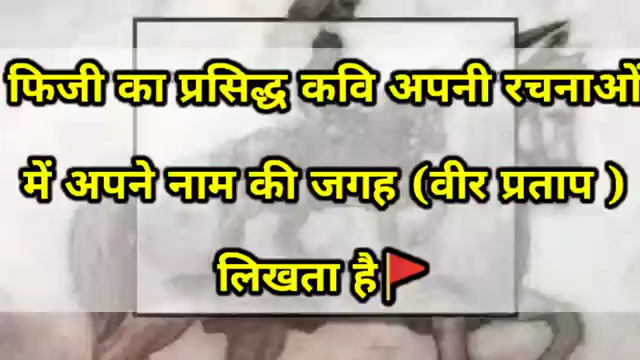 फिजी का प्रसिद्ध कवि अपनी रचनाओं
में अपने नाम की जगह (वीर प्रताप )
लिखता है🚩